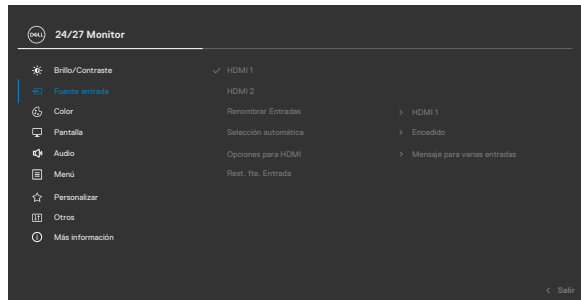 DELL 24/27 Monitor
Brillo/Contraste
HDMI 1
Fuente entrada
HDMI 2
Color
Renombrar Entradas
HDMI 1
Pantalla
Selección automática
Encedido
Audio
Opciones para HDMI
Mensaje para varias entradas
Menú
Rest. fte. Entrada
Personalizar
Otros
Más información
Salir